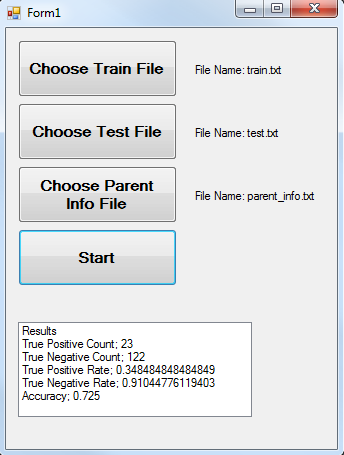 Form1
Choose Train File
File Name: train.txt
Choose Test File
File Name: test.txt
Choose Parent
Info File
File Name: parent_info.txt
Start
Results
True Positive Count; 23
True Negative Count; 122
True Positive Rate; 0.348484848484849
True Negative Rate; 0.91044776119403
Accuracy; 0.725